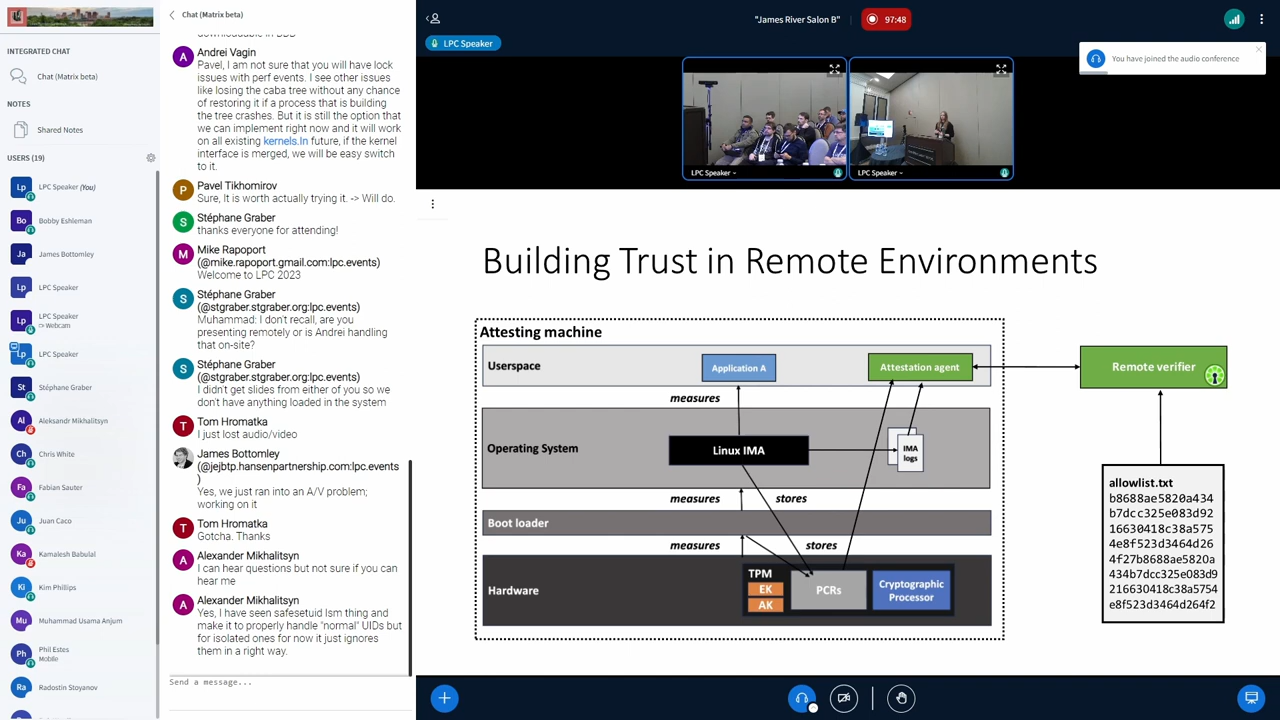 INTEGRATED CHAT
Chat (Matrix beta)
NOTES
Shared Notes
USERS (19)
Lp LPC Speaker (You)
Bo Bobby Eshleman
Ja James Bottomley
Lp LPC Speaker
Lp LPC Speaker
=> Webcam
Lp LPC Speaker
St Stéphane Graber
Al Aleksandr Mikhalitsyn
Ch Chris White
Fa Fabian Sauter
Ju Juan Caco
Ka Kamalesh Babulal
Ki Kim Phillips
Mu Muhammad Usama Anjum
Ph Phil Estes
Mobile
Ra Radostin Stoyanov
Chat (Matrix beta)
A Andrei Vagin
Pavel, I am not sure that you will have lock
issues with perf events. I see other issues
like losing the caba tree without any chance
of restoring it if a process that is building
the tree crashes. But it is still the option that
we can implement right now and it will work
on all existing kernels.In future, if the kernel
interface is merged, we will be easy switch
to it.
P Pavel Tikhomirov
Sure, It is worth actually trying it. -> Will do.
S Stéphane Graber
thanks everyone for attending!
M Mike Rapoport
(@mike.rapoport.gmail.com:lpc.events)
Welcome to LPC 2023
S Stéphane Graber
(@stgraber.stgraber.org:lpc.events)
Muhammad: I don't recall, are you
presenting remotely or is Andrei handling
that on-site?
S Stéphane Graber
(@stgraber.stgraber.org:lpc.events)
I didn't get slides from either of you so we
don't have anything loaded in the system
T Tom Hromatka
I just lost audio/video
James Bottomley
(@jejbtp.hansenpartnership.com:lpc.events
)
Yes, we just ran into an A/V problem;
working on it
T Tom Hromatka
Gotcha. Thanks
A Alexander Mikhalitsyn
I can hear questions but not sure if you can
hear me
A Alexander Mikhalitsyn
Yes, I have seen safesetuid lsm thing and
make it to properly handle "normal" UIDs but
for isolated ones for now it just ignores
them in a right way.
Send a message...
"James River Salon B"
97:48
LPC Speaker
You have joined the audio conference
LPC Speaker
LPC Speaker
Building Trust in Remote Environments
Attesting machine
Userspace
Application A
Attestation agent
Remote verifier
measures
Operating System
Linux IMA
IMA
logs
measures
stores
Boot loader
measures
stores
Hardware
TPM
EK
AK
PCRs
Cryptographic
Processor
allowlist.txt
b8688ae5820a434
b7dcc325e083d92
16630418c38a575
4e8f523d3464d26
4f27b8688ae5820a
434b7dcc325e083d9
216630418c38a5754
e8f523d3464d264f2